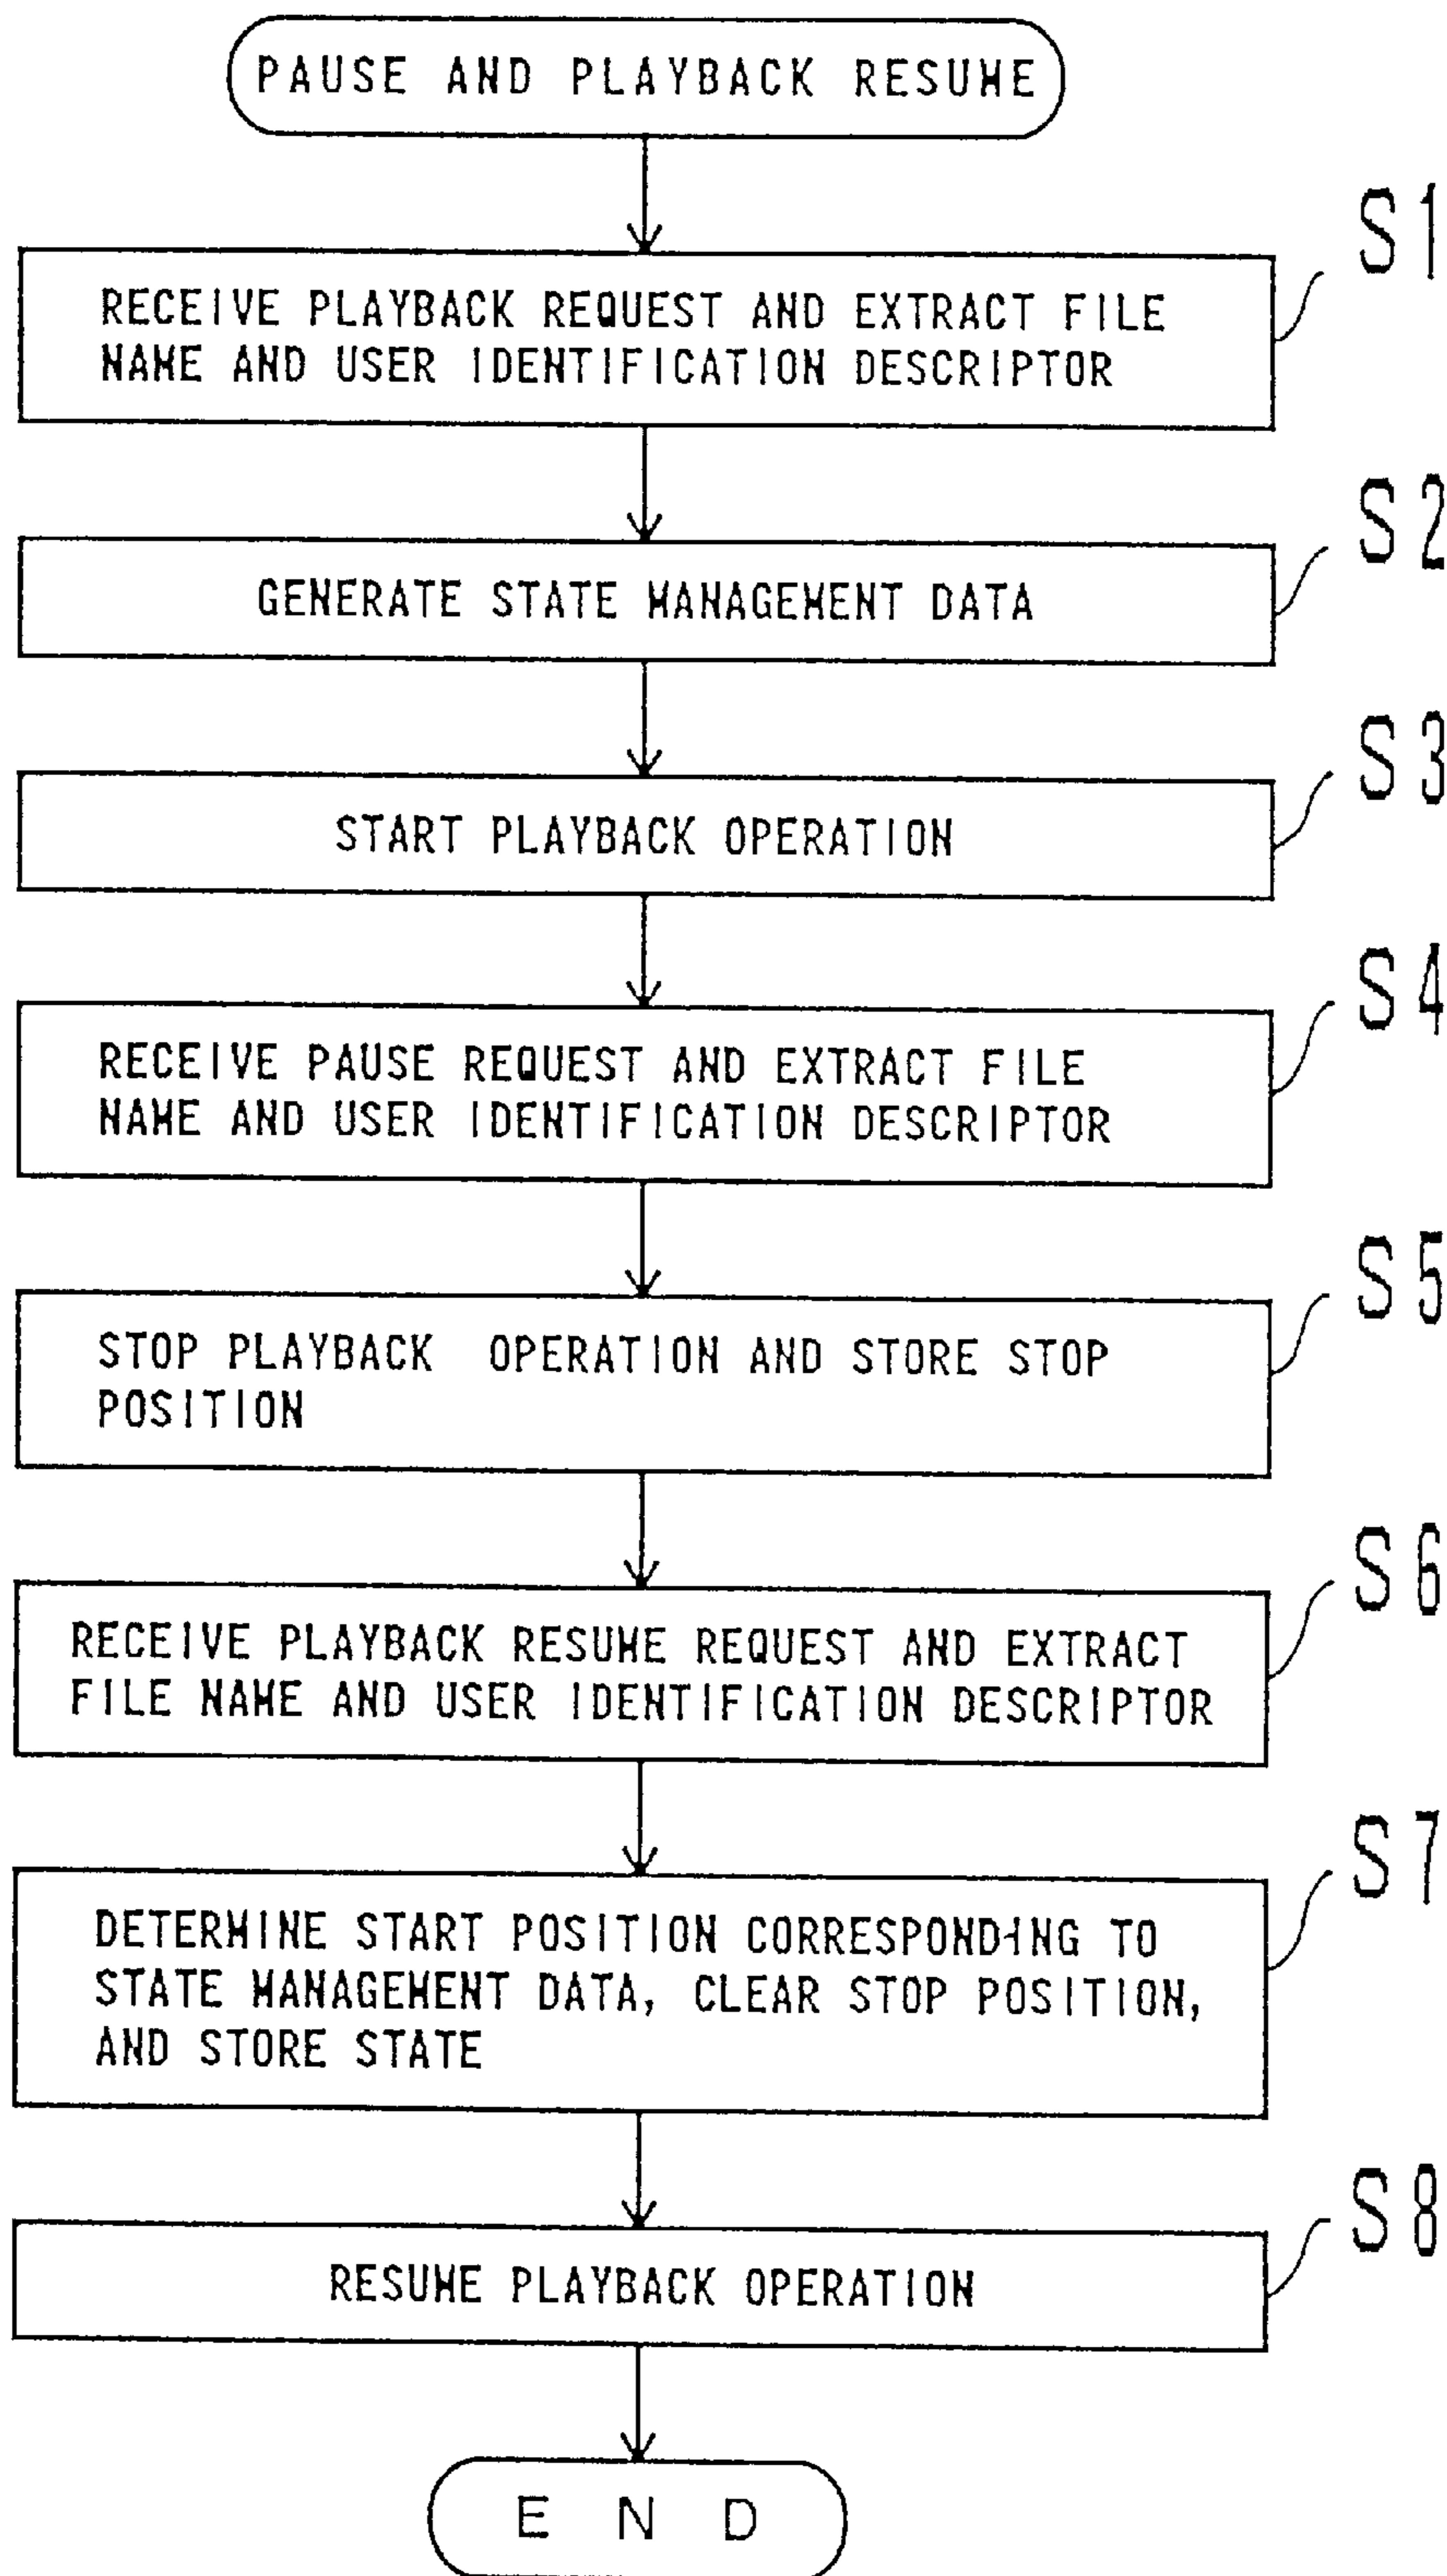 PAUSE AND PLAYBACK RESUME
S1
RECEIVE PLAYBACK REQUEST AND EXTRACT FILE
NAME AND USER IDENTIFICATION DESCRIPTOR
S2
GENERATE STATE MANAGEMENT DATA
S3
START PLAYBACK OPERATION
S4
RECEIVE PAUSE REQUEST AND EXTRACT FILE
NAME AND USER IDENTIFICATION DESCRIPTOR
S5
STOP PLAYBACK OPERATION AND STORE STOP
POSITION
S6
RECEIVE PLAYBACK RESUME REQUEST AND EXTRACT
FILE NAME AND USER IDENTIFICATION DESCRIPTOR
S7
DETERMINE START POSITION CORRESPONDING TO
STATE MANAGEMENT DATA, CLEAR STOP POSITION,
AND STORE STATE
S8
RESUME PLAYBACK OPERATION
END